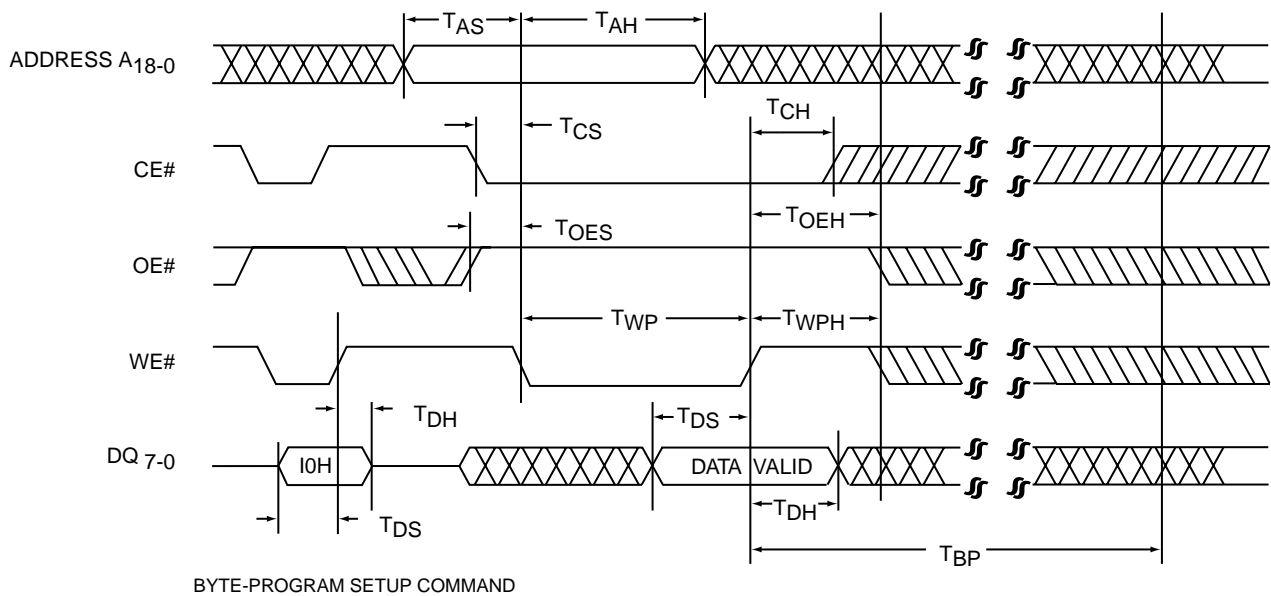 TAS TAH
ADDRESS A18-0
TCH
TCS
CE#
TOEH
TOES
OE#
TWP TWPH
WE#
TDH TDS
DQ 7-0
I0H DATA VALID
TDS TDH
TBP
BYTE-PROGRAM SETUP COMMAND